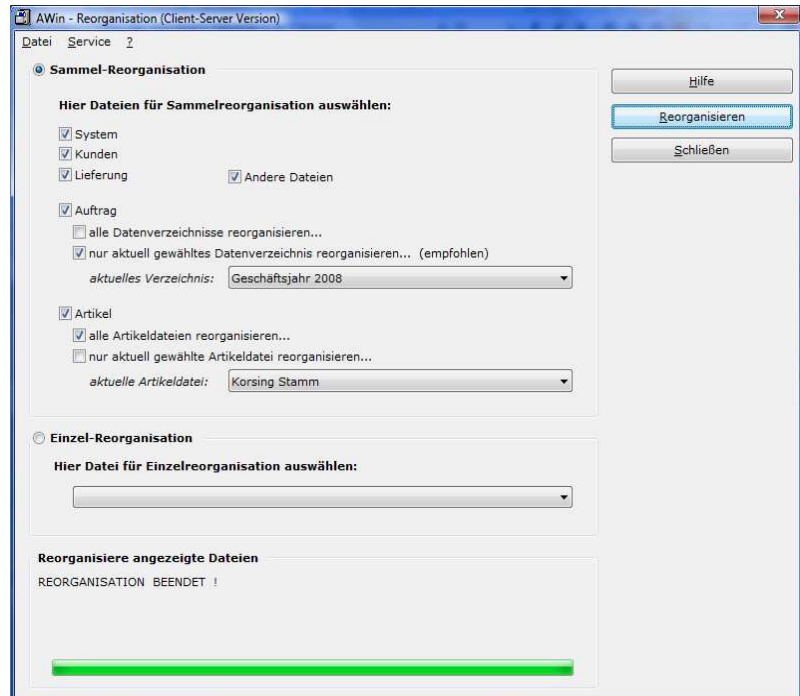 AWin - Reorganisation (Client-Server Version)
Datei Service ?
Sammel-Reorganisation
Hier Dateien für Sammelreorganisation auswählen:
System
Kunden
Lieferung Andere Dateien
Auftrag
alle Datenverzeichnisse reorganisieren...
nur aktuell gewähltes Datenverzeichnis reorganisieren... (empfohlen)
aktuelles Verzeichnis: Geschäftsjahr 2008
Artikel
alle Artikeldateien reorganisieren...
nur aktuell gewählte Artikeldatei reorganisieren...
aktuelle Artikeldatei: Korsing Stamm
Einzel-Reorganisation
Hier Datei für Einzelreorganisation auswählen:
Reorganisiere angezeigte Dateien
REORGANISATION BEENDET !
Hilfe
Reorganisieren
Schließen